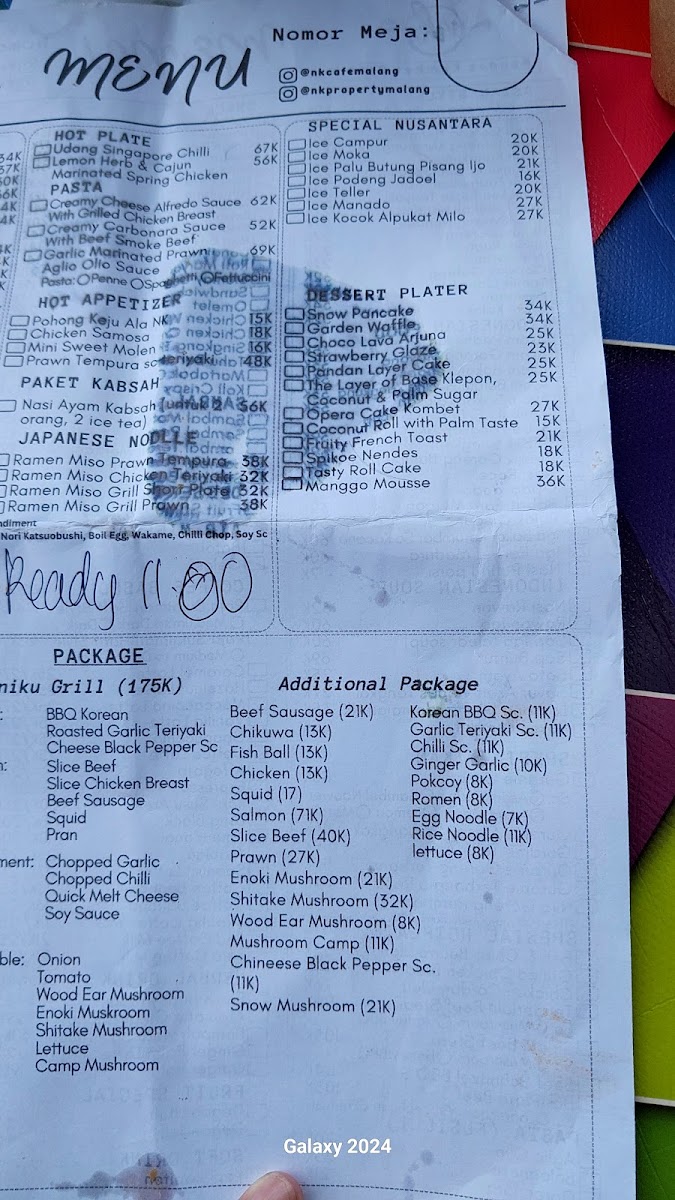 Nomor Meja:
MENU
@nkcafemalang
@nkpropertymalang
HOT PLATE
Udang Singapore Chilli 67K
Lemon Herb & Cajun 56K
Marinated Spring Chicken
PASTA
Creamy Cheese Alfredo Sauce 62K
With Grilled Chicken Breast
Creamy Carbonara Sauce 52K
With Beef Smoke Beef
Garlic Marinated Prawn 69K
Aglio Olio Sauce
Pasta: Penne Spaghetti Fettuccini
HOT APPETIZER
Pohong Keju Ala NK 15K
Chicken Samosa 18K
Mini Sweet Molen 16K
Prawn Tempura sc teriyaki 48K
PAKET KABSAH
Nasi Ayam Kabsah (untuk 2 56K
orang, 2 ice tea)
JAPANESE NODLLE
Ramen Miso Prawn Tempura 38K
Ramen Miso Chicken Teriyaki 32K
Ramen Miso Grill Short Plate 32K
Ramen Miso Grill Prawn 38K
Nori Katsuobushi, Boil Egg, Wakame, Chilli Chop, Soy Sc
Ready 11.00
SPECIAL NUSANTARA
Ice Campur 20K
Ice Moka 20K
Ice Palu Butung Pisang Ijo 21K
Ice Podeng Jadoel 16K
Ice Teller 20K
Ice Manado 27K
Ice Kocok Alpukat Milo 27K
DESSERT PLATER
Snow Pancake 34K
Garden Waffle 34K
Choco Lava Arjuna 25K
Strawberry Glaze 23K
Pandan Layer Cake 25K
The Layer of Base Klepon, 25K
Coconut & Palm Sugar
Opera Cake Kombet 27K
Coconut Roll with Palm Taste 15K
Fruity French Toast 21K
Spikoe Nendes 18K
Tasty Roll Cake 18K
Manggo Mousse 36K
PACKAGE
niku Grill (175K)
BBQ Korean
Roasted Garlic Teriyaki
Cheese Black Pepper Sc
Slice Beef
Slice Chicken Breast
Beef Sausage
Squid
Pran
ment: Chopped Garlic
Chopped Chilli
Quick Melt Cheese
Soy Sauce
ble: Onion
Tomato
Wood Ear Mushroom
Enoki Muskroom
Shitake Mushroom
Lettuce
Camp Mushroom
Additional Package
Beef Sausage (21K)
Chikuwa (13K)
Fish Ball (13K)
Chicken (13K)
Squid (17)
Salmon (71K)
Slice Beef (40K)
Prawn (27K)
Enoki Mushroom (21K)
Shitake Mushroom (32K)
Wood Ear Mushroom (8K)
Mushroom Camp (11K)
Chineese Black Pepper Sc.
(11K)
Snow Mushroom (21K)
Korean BBQ Sc. (11K)
Garlic Teriyaki Sc. (11K)
Chilli Sc. (11K)
Ginger Garlic (10K)
Pokcoy (8K)
Romen (8K)
Egg Noodle (7K)
Rice Noodle (11K)
lettuce (8K)
Galaxy 2024